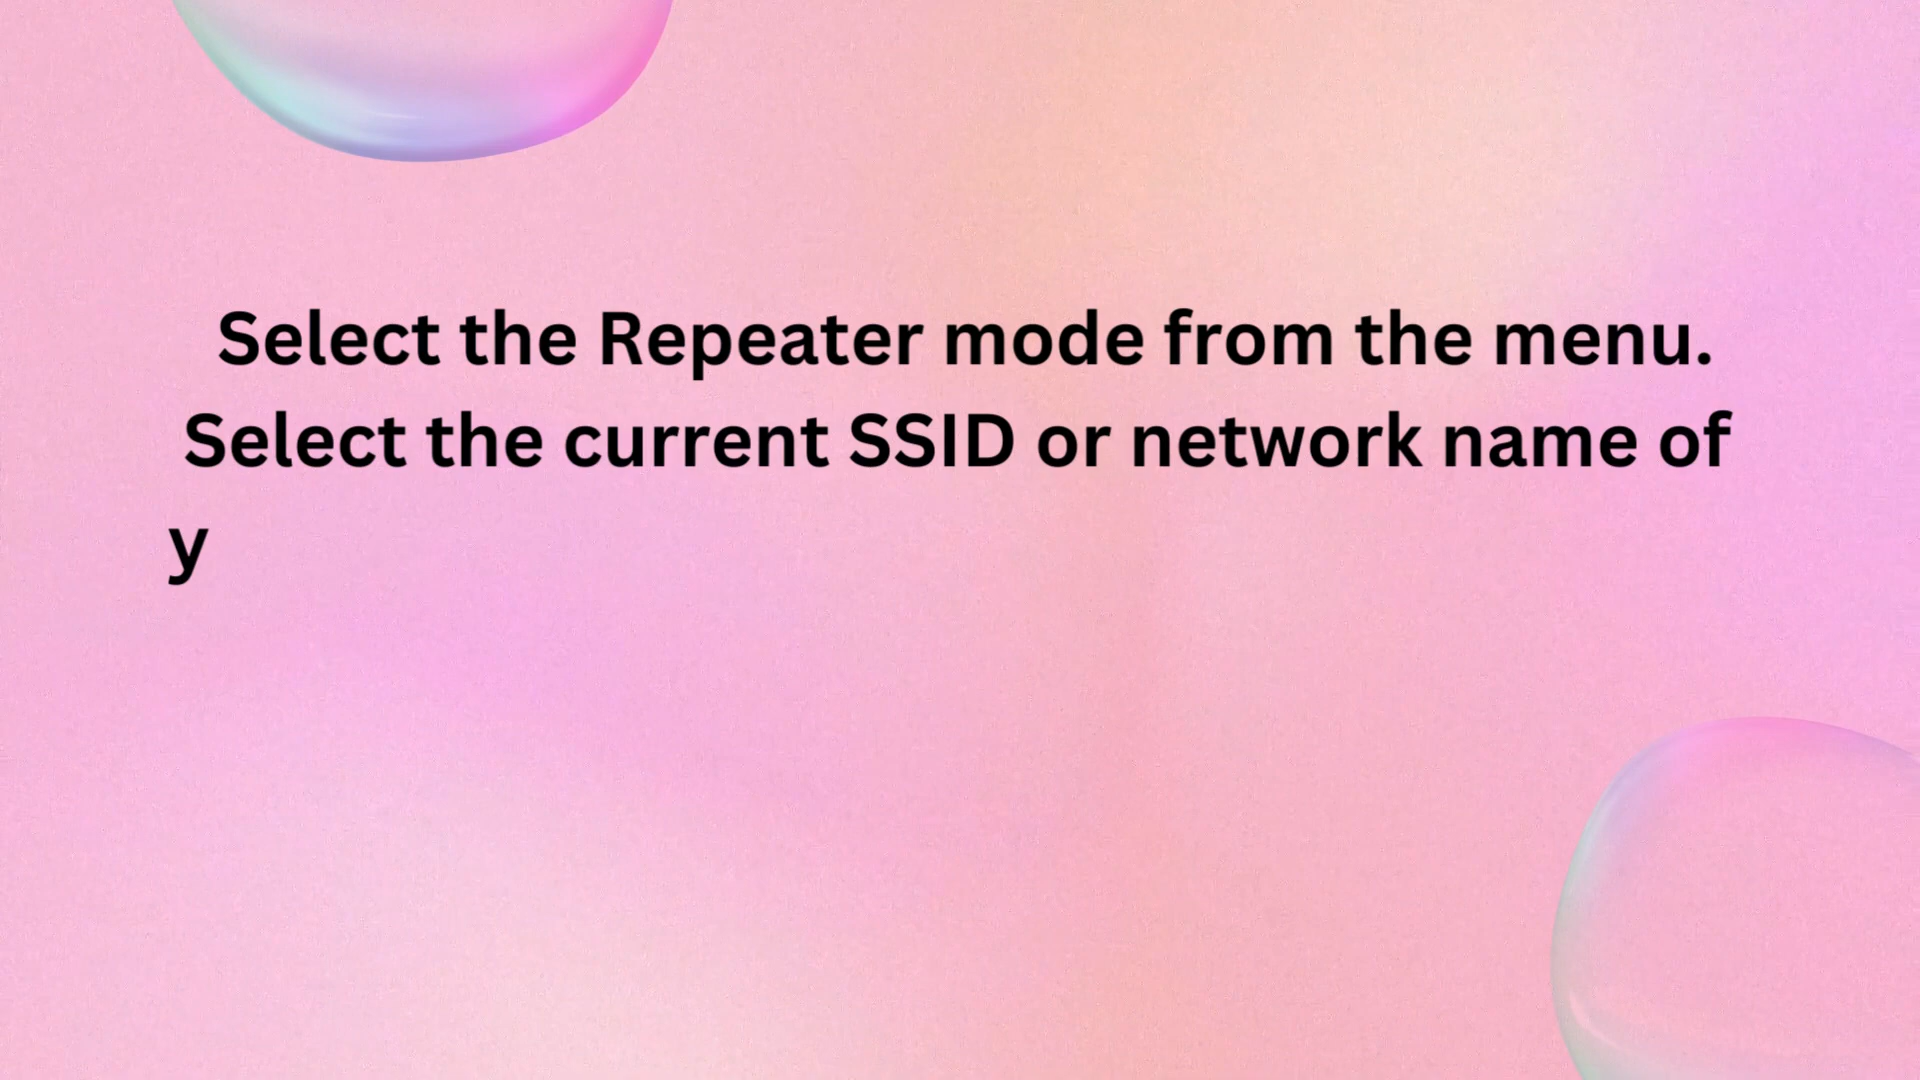 Select the Repeater mode from the menu.
Select the current SSID or network name of
y